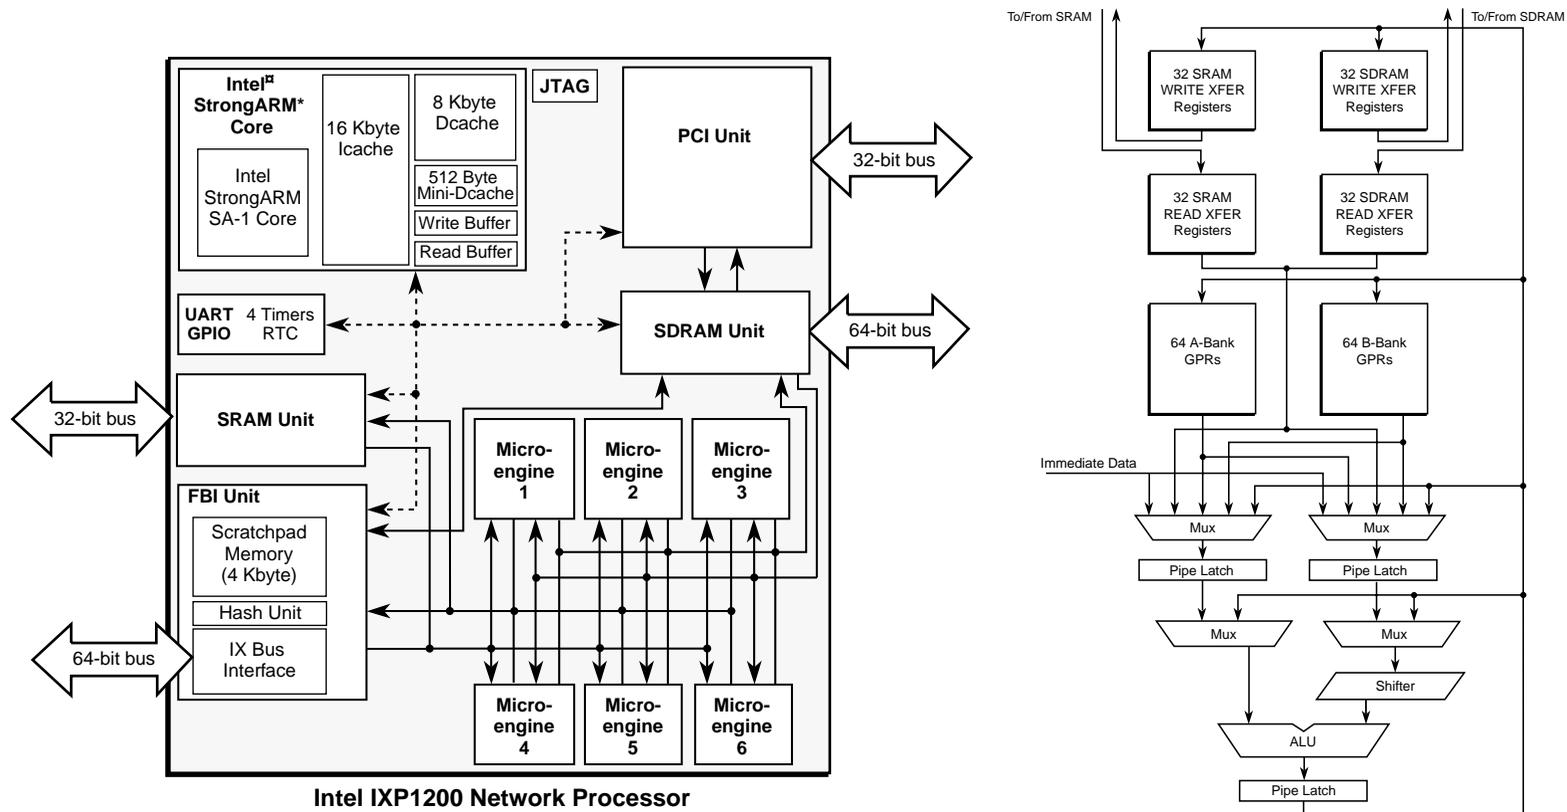 Intel¤
StrongARM*
Core
Intel
StrongARM
SA-1 Core
16 Kbyte
Icache
8 Kbyte
Dcache
512 Byte
Mini-Dcache
Write Buffer
Read Buffer
JTAG
PCI Unit
32-bit bus
UART
GPIO
4 Timers
RTC
SDRAM Unit
64-bit bus
32-bit bus
SRAM Unit
FBI Unit
Scratchpad
Memory
(4 Kbyte)
Hash Unit
64-bit bus
IX Bus
Interface
Micro-
engine
1
Micro-
engine
2
Micro-
engine
3
Micro-
engine
4
Micro-
engine
5
Micro-
engine
6
Intel IXP1200 Network Processor
To/From SRAM
To/From SDRAM
32 SRAM
WRITE XFER
Registers
32 SDRAM
WRITE XFER
Registers
32 SRAM
READ XFER
Registers
32 SDRAM
READ XFER
Registers
64 A-Bank
GPRs
64 B-Bank
GPRs
Immediate Data
Mux
Mux
Pipe Latch
Pipe Latch
Mux
Mux
Shifter
ALU
Pipe Latch